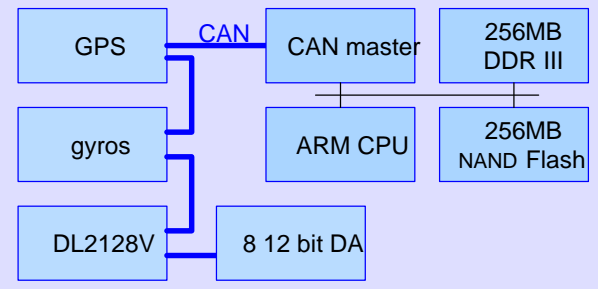 GPS
CAN
CAN master
256MB
DDR III
gyros
ARM CPU
256MB
NAND Flash
DL2128V
8 12 bit DA